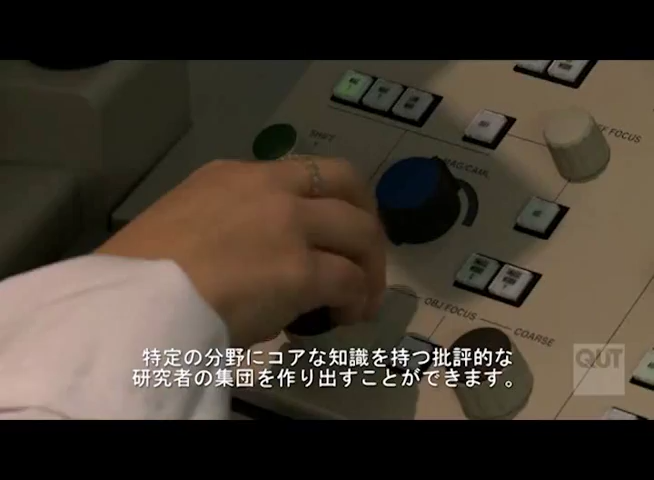 SHIFT
MAG/CAML
FOCUS
OBJ FOCUS
COARSE
QUT
特定の分野にコアな知識を持つ批評的な
研究者の集団を作り出すことができます。